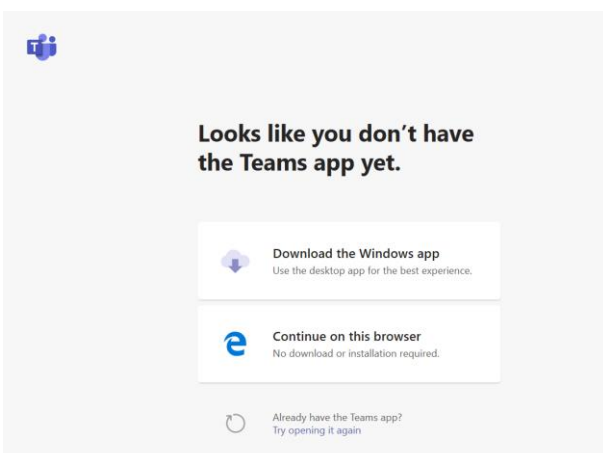 T
Looks like you don’t have
the Teams app yet.
Download the Windows app
Use the desktop app for the best experience.
Continue on this browser
No download or installation required.
Already have the Teams app?
Try opening it again